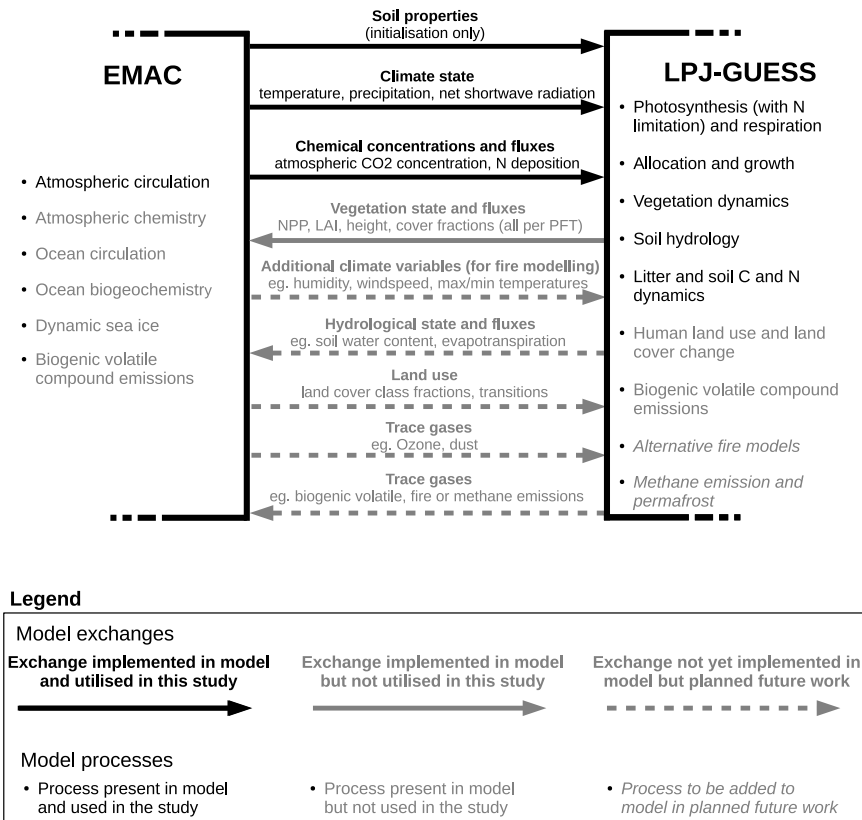 Soil properties
(initialisation only)
EMAC
LPJ-GUESS
Climate state
temperature, precipitation, net shortwave radiation
Chemical concentrations and fluxes
atmospheric CO2 concentration, N deposition
Vegetation state and fluxes
NPP, LAI, height, cover fractions (all per PFT)
Additional climate variables (for fire modelling)
eg. humidity, windspeed, max/min temperatures
Hydrological state and fluxes
eg. soil water content, evapotranspiration
Land use
land cover class fractions, transitions
Trace gases
eg. Ozone, dust
Trace gases
eg. biogenic volatile, fire or methane emissions
• Atmospheric circulation
• Atmospheric chemistry
• Ocean circulation
• Ocean biogeochemistry
• Dynamic sea ice
• Biogenic volatile
compound emissions
• Photosynthesis (with N
limitation) and respiration
• Allocation and growth
• Vegetation dynamics
• Soil hydrology
• Litter and soil C and N
dynamics
• Human land use and land
cover change
• Biogenic volatile compound
emissions
• Alternative fire models
• Methane emission and
permafrost
Legend
Model exchanges
Exchange implemented in model
and utilised in this study
Exchange implemented in model
but not utilised in this study
Exchange not yet implemented in
model but planned future work
Model processes
• Process present in model
and used in the study
• Process present in model
but not used in the study
• Process to be added to
model in planned future work